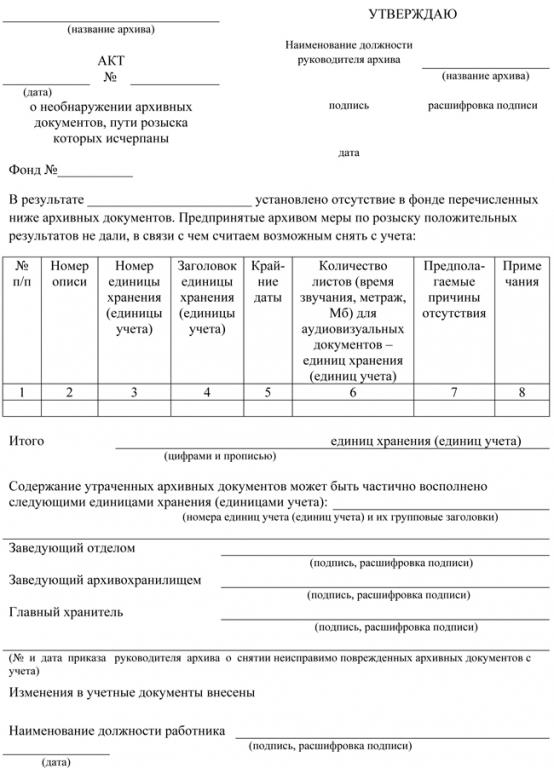 (название архива)
АКТ
№
(дата)
о необнаружении архивных
документов, пути розыска
которых исчерпаны
УТВЕРЖДАЮ
Наименование должности
руководителя архива
(название архива)
подпись расшифровка подписи
дата
Фонд №____________
В результате __________________________ установлено отсутствие в фонде перечисленных
ниже архивных документов. Предпринятые архивом меры по розыску положительных
результатов не дали, в связи с чем считаем возможным снять с учета:
№
п/п
Номер
описи
Номер
единицы
хранения
(единицы
учета)
Заголовок
единицы
хранения
(единицы
учета)
Край-
ние
даты
Количество
листов (время
звучания, метраж,
Мб) для
аудиовизуальных
документов –
единиц хранения
(единиц учета)
Предпола-
гаемые
причины
отсутствия
Приме
чания
1 2 3 4 5 6 7 8
Итого единиц хранения (единиц учета)
(цифрами и прописью)
Содержание утраченных архивных документов может быть частично восполнено
следующими единицами хранения (единицами учета):
(номера единиц учета (единиц учета) и их групповые заголовки)
Заведующий отделом
(подпись, расшифровка подписи)
Заведующий архивохранилищем
(подпись, расшифровка подписи)
Главный хранитель
(подпись, расшифровка подписи)
(№ и дата приказа руководителя архива о снятии неисправимо поврежденных архивных документов с
учета)
Изменения в учетные документы внесены
Наименование должности работника
(подпись, расшифровка подписи)
(дата)